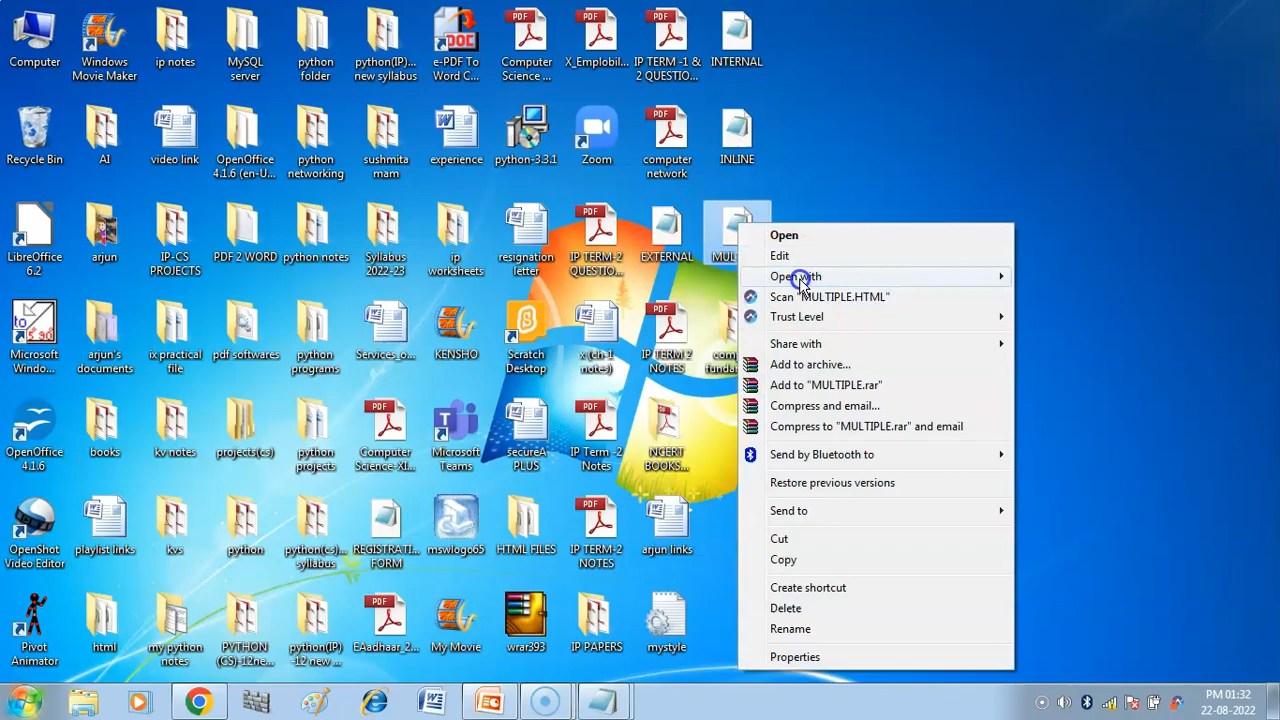 Computer
Windows
Movie Maker
ip notes
MySQL
server
python
folder
python(IP)...
new syllabus
e-PDF To
Word C...
Computer
Science ...
X_Emplobil...
IP TERM -1 &
2 QUESTIO...
INTERNAL
Recycle Bin
AI
video link
OpenOffice
4.1.6 (en-U...
python
networking
sushmita
mam
experience
python-3.3.1
Zoom
computer
network
INLINE
LibreOffice
6.2
arjun
IP-CS
PROJECTS
PDF 2 WORD
python notes
Syllabus
2022-23
ip
worksheets
resignation
letter
IP TERM-2
QUESTIO...
EXTERNAL
Open
Edit
Open with
Scan "MULTIPLE.HTML"
Trust Level
Share with
Add to archive...
Add to "MULTIPLE.rar"
Compress and email...
Compress to "MULTIPLE.rar" and email
Send by Bluetooth to
Restore previous versions
Send to
Cut
Copy
Create shortcut
Delete
Rename
Properties
Microsoft
Windo...
arjun's
documents
ix practical
file
pdf softwares
python
programs
Services_o...
KENSHO
Scratch
Desktop
x (ch-1
notes)
IP TERM 2
NOTES
OpenOffice
4.1.6
books
kv notes
projects(cs)
python
projects
Computer
Science-XI...
Microsoft
Teams
secureA
PLUS
IP Term -2
Notes
NCERT
BOOKS...
OpenShot
Video Editor
playlist links
kvs
python
python(cs)...
syllabus
REGISTRATI...
FORM
mswlogo65
HTML FILES
IP TERM-2
NOTES
arjun links
Pivot
Animator
html
my python
notes
PYTHON
(CS)-12ne...
python(IP)
-12 new ...
EAadhaar_2...
My Movie
wrar393
IP PAPERS
mystyle
PM 01:32
22-08-2022